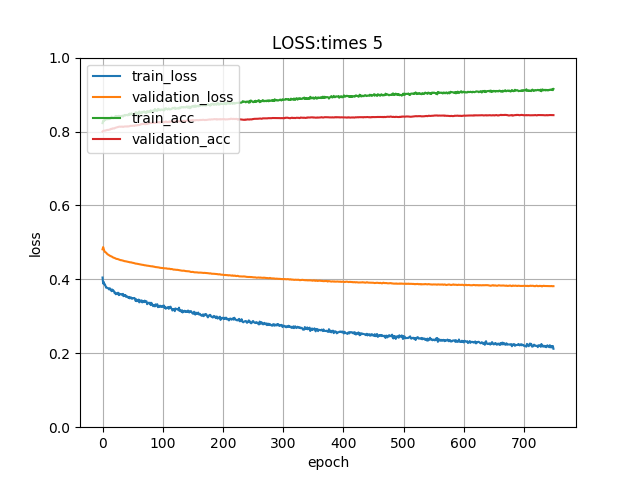 LOSS:times 5
1.0
0.8
0.6
0.4
0.2
0.0
loss
train_loss
validation_loss
train_acc
validation_acc
0 100 200 300 400 500 600 700
epoch